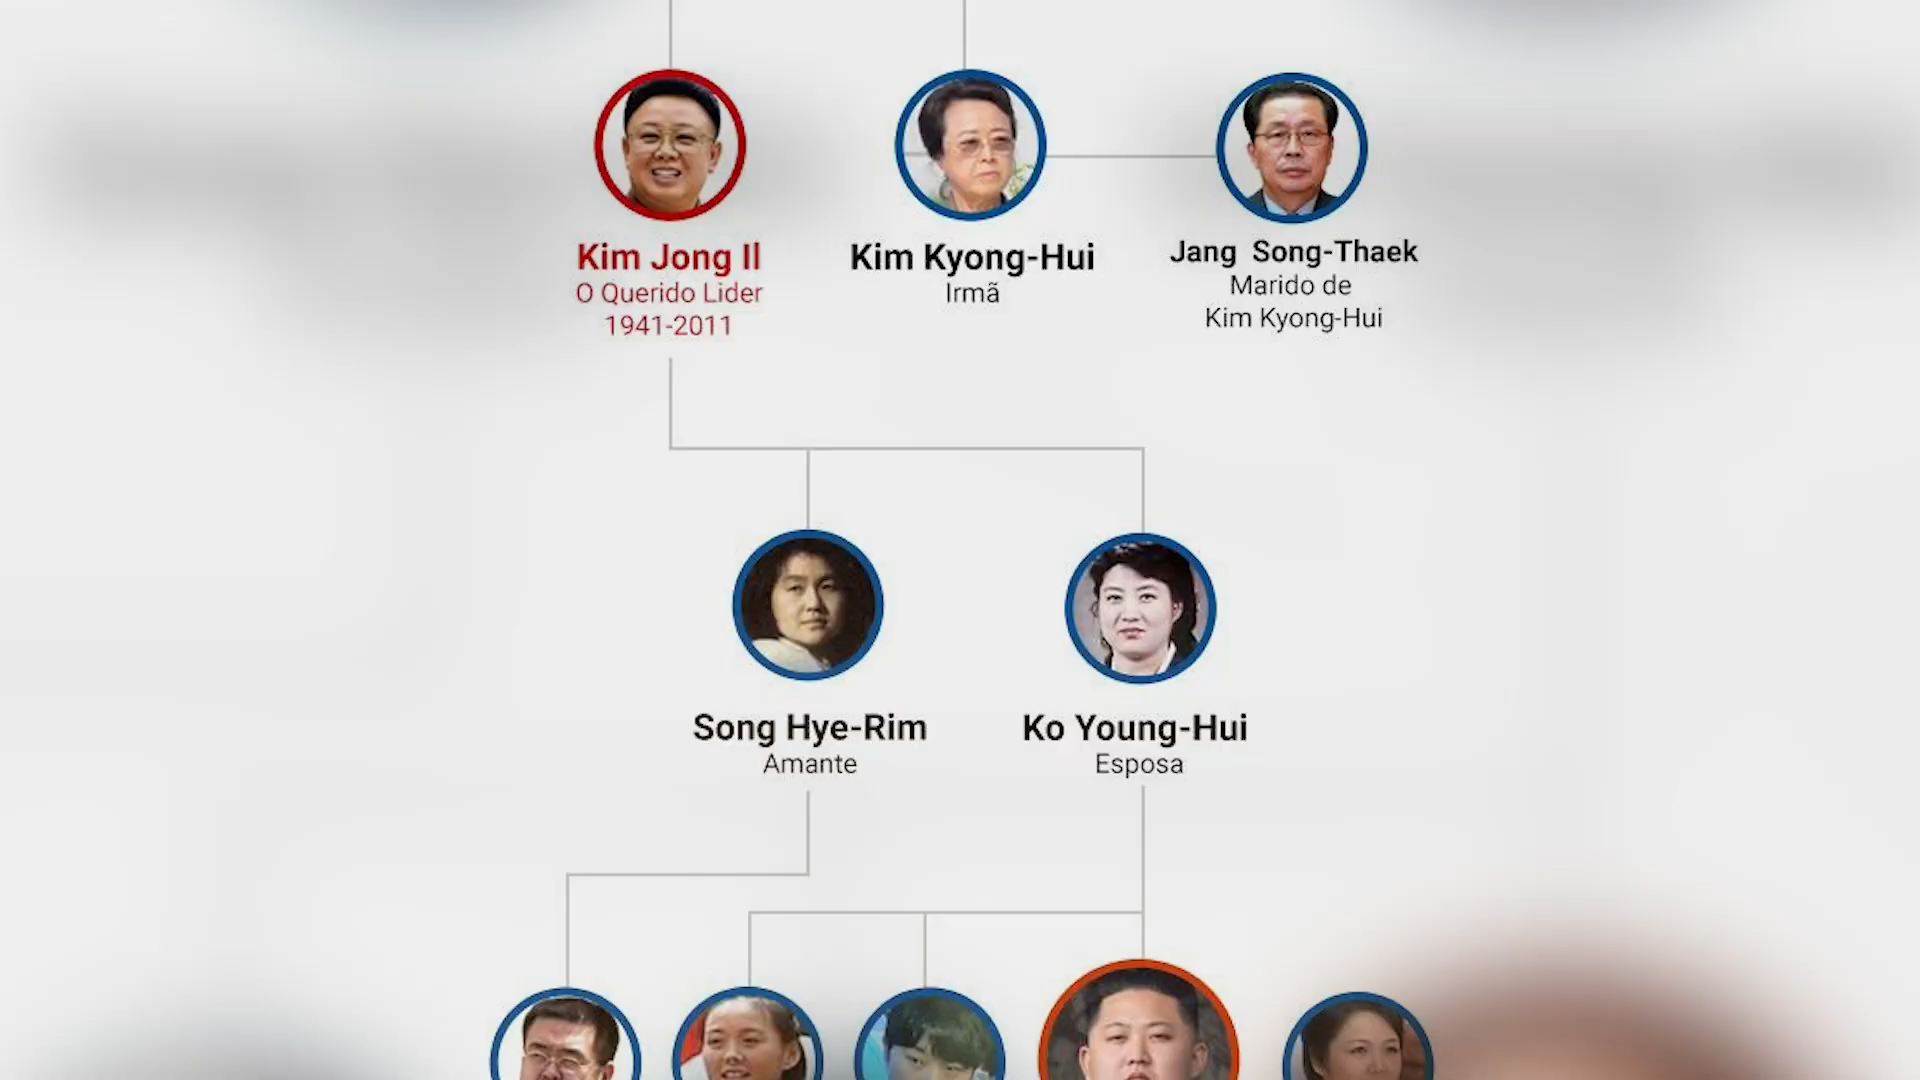 Kim Jong Il
O Querido Lider
1941-2011
Kim Kyong-Hui
Irmã
Jang Song-Thaek
Marido de
Kim Kyong-Hui
Song Hye-Rim
Amante
Ko Young-Hui
Esposa